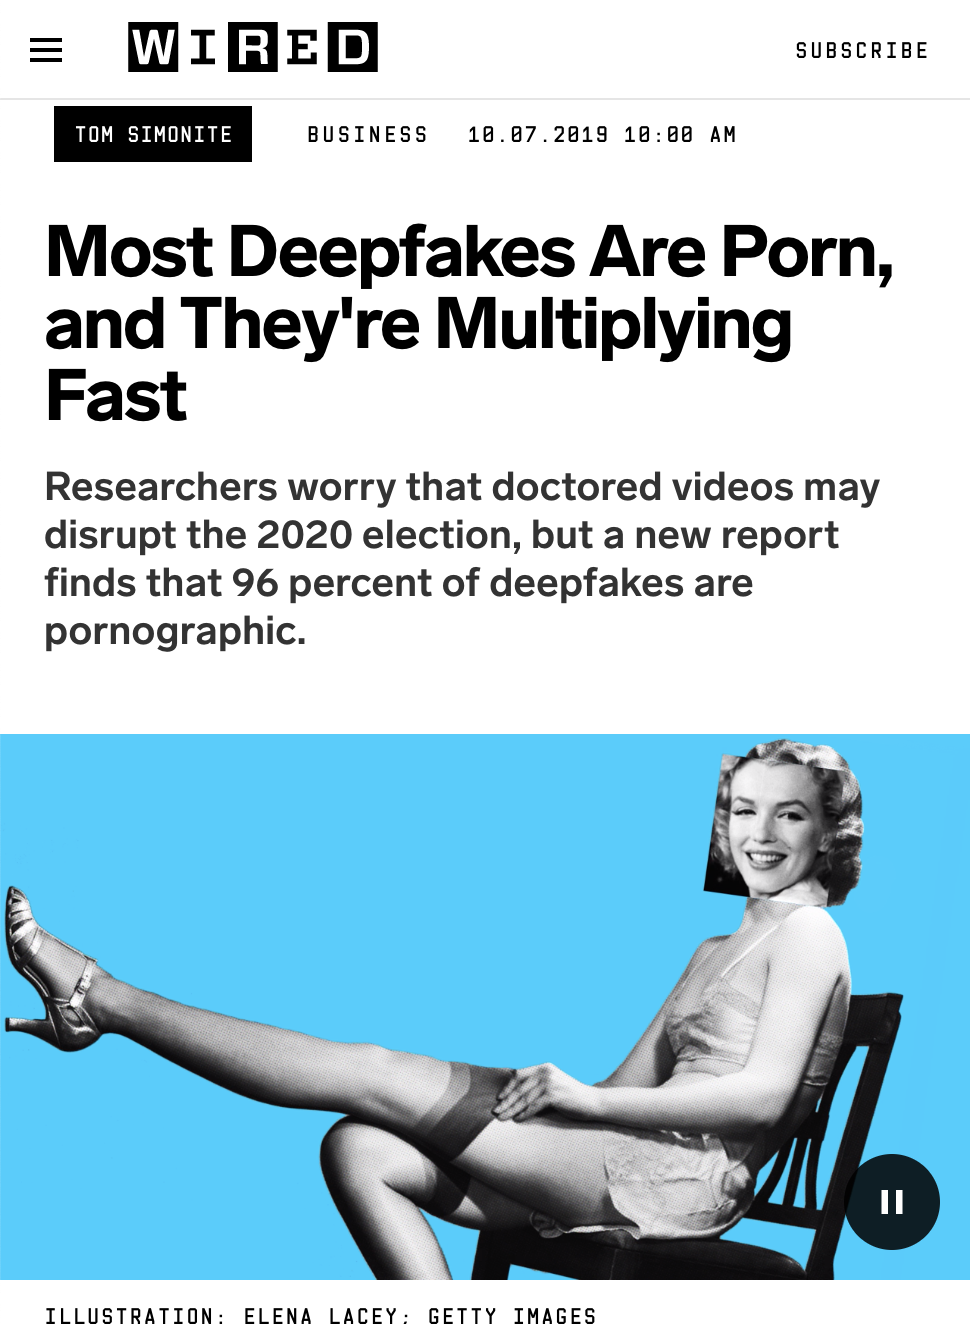 WIRED
SUBSCRIBE
TOM SIMONITE BUSINESS 10.07.2019 10:00 AM
Most Deepfakes Are Porn,
and They're Multiplying
Fast
Researchers worry that doctored videos may
disrupt the 2020 election, but a new report
finds that 96 percent of deepfakes are
pornographic.
ILLUSTRATION: ELENA LACEY; GETTY IMAGES